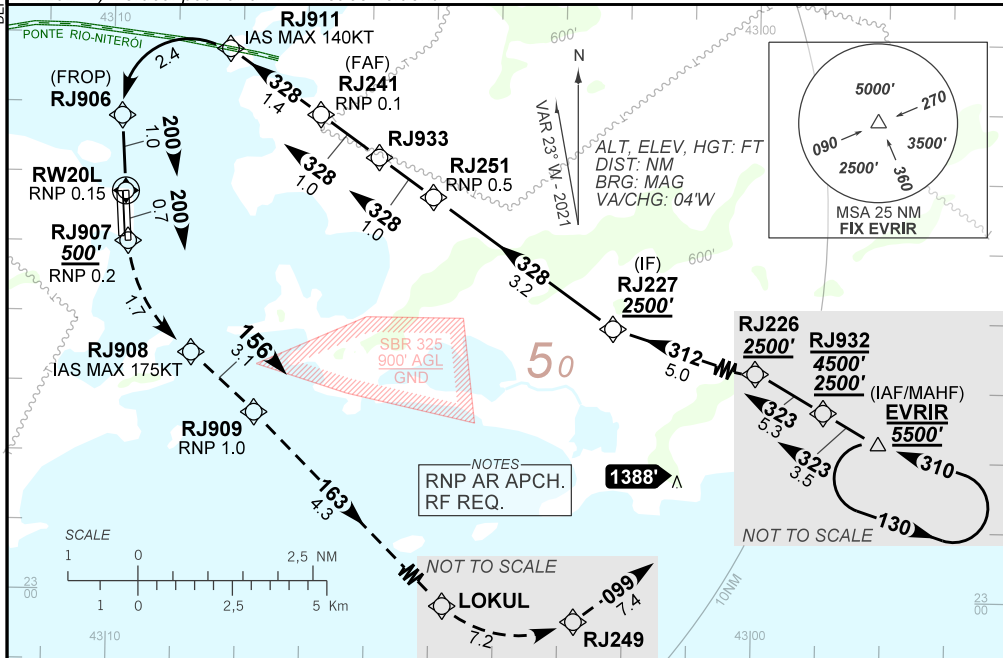 43 10
43 00
PONTE RIO-NITERÓI
RJ911
IAS MAX 140KT
2.4
(FROP)
RJ906
1.0
200
RW20L
RNP 0.15
0.7
200
RJ907
500'
RNP 0.2
1.7
RJ908
IAS MAX 175KT
156
3.1
RJ909
RNP 1.0
163
4.3
328
1.4
(FAF)
RJ241
RNP 0.1
328
1.0
RJ933
328
1.0
RJ251
RNP 0.5
328
3.2
(IF)
RJ227
2500'
312
5.0
600'
600'
N
VAR 23° W - 2021
ALT, ELEV, HGT: FT
DIST: NM
BRG: MAG
VA/CHG: 04'W
5000'
270
090
3500'
2500'
360
MSA 25 NM
FIX EVRIR
SBR 325
900' AGL
GND
50
RJ226
2500'
RJ932
4500'
2500'
(IAF/MAHF)
EVRIR
5500'
323
5.3
323
3.5
310
130
NOT TO SCALE
NOTES
RNP AR APCH.
RF REQ.
1388'
SCALE
1 0 2,5 NM
1 0 2,5 5 Km
NOT TO SCALE
LOKUL
7.2
RJ249
099
7.4
10NM
23
00
23
00
43 10
43 00